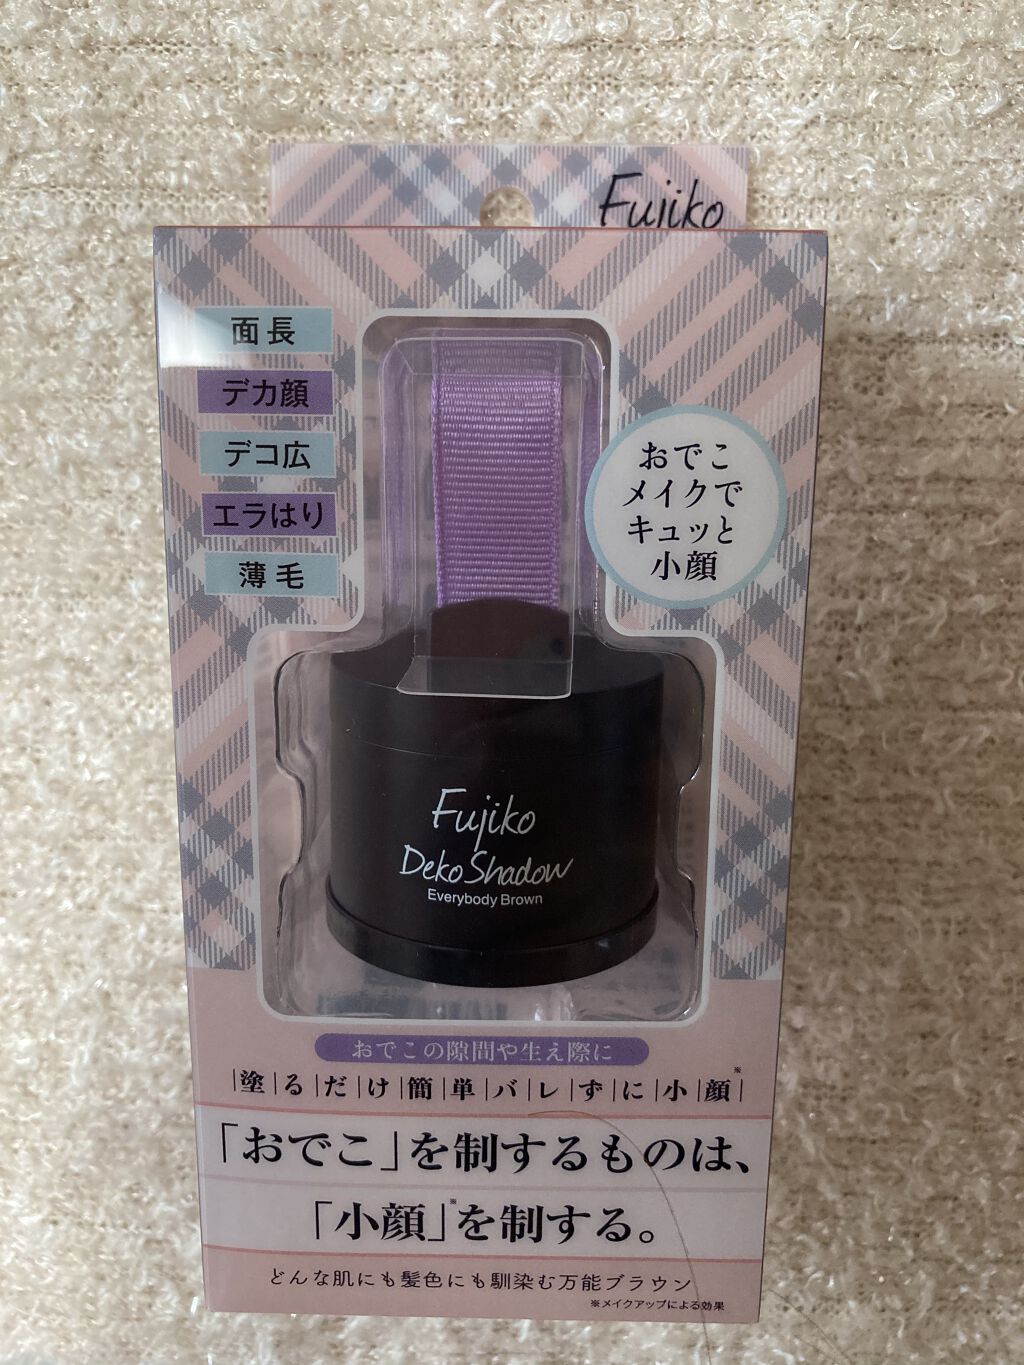 Fujiko
面長
デカ顔
デコ広
エラはり
薄毛
おでこ
メイクで
キュッと
小顔
Fujiko
Deko Shadow
Everybody Brown
おでこの隙間や生え際に
|塗|る|だ|け|簡|単|バ|レ|ず|に|小|顔|※
「おでこ」を制するものは、
「小顔」※を制する。
どんな肌にも髪色にも馴染む万能ブラウン
※メイクアップによる効果